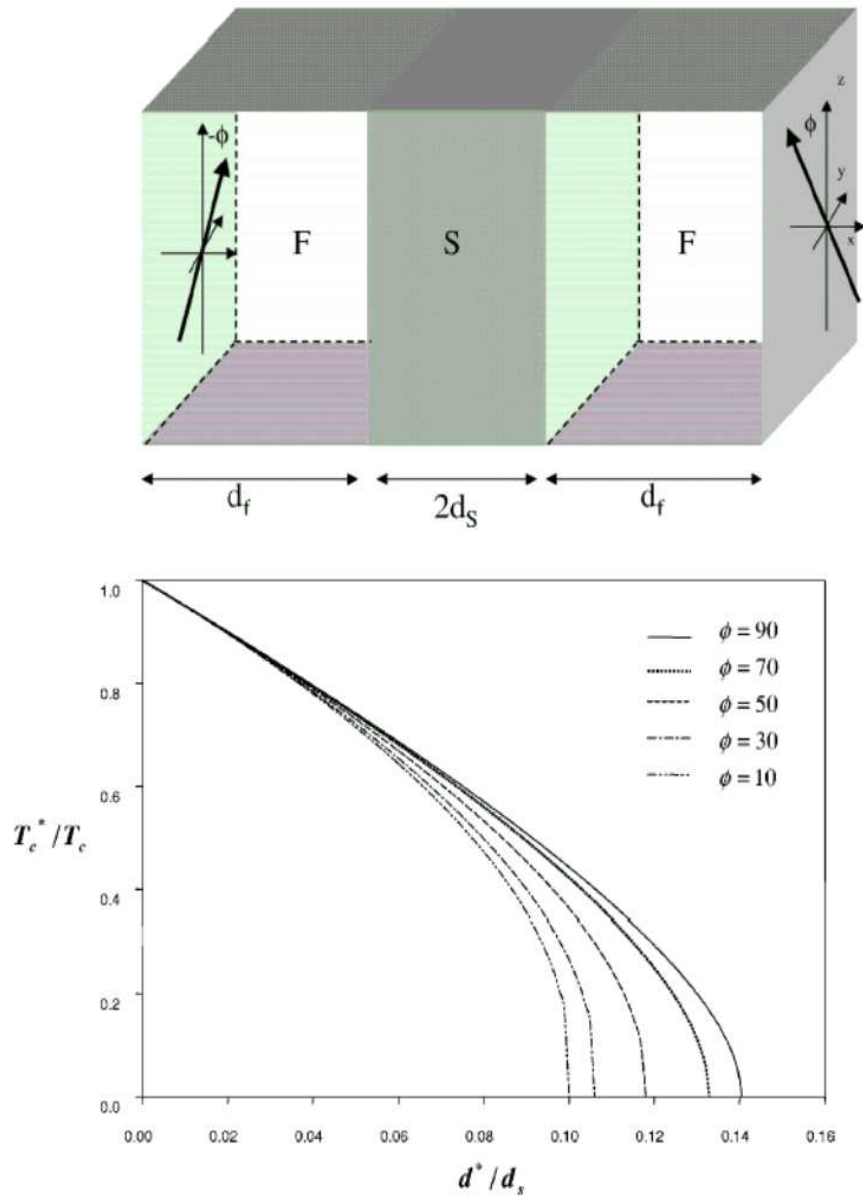 -ϕ
z
ϕ
y
F S F x
d_f 2d_S d_f
1.0
ϕ = 90
ϕ = 70
0.8
ϕ = 50
ϕ = 30
0.6
ϕ = 10
T_c^* /T_c
0.4
0.2
0.0
0.00 0.02 0.04 0.06 0.08 0.10 0.12 0.14 0.16
d^* /d_s